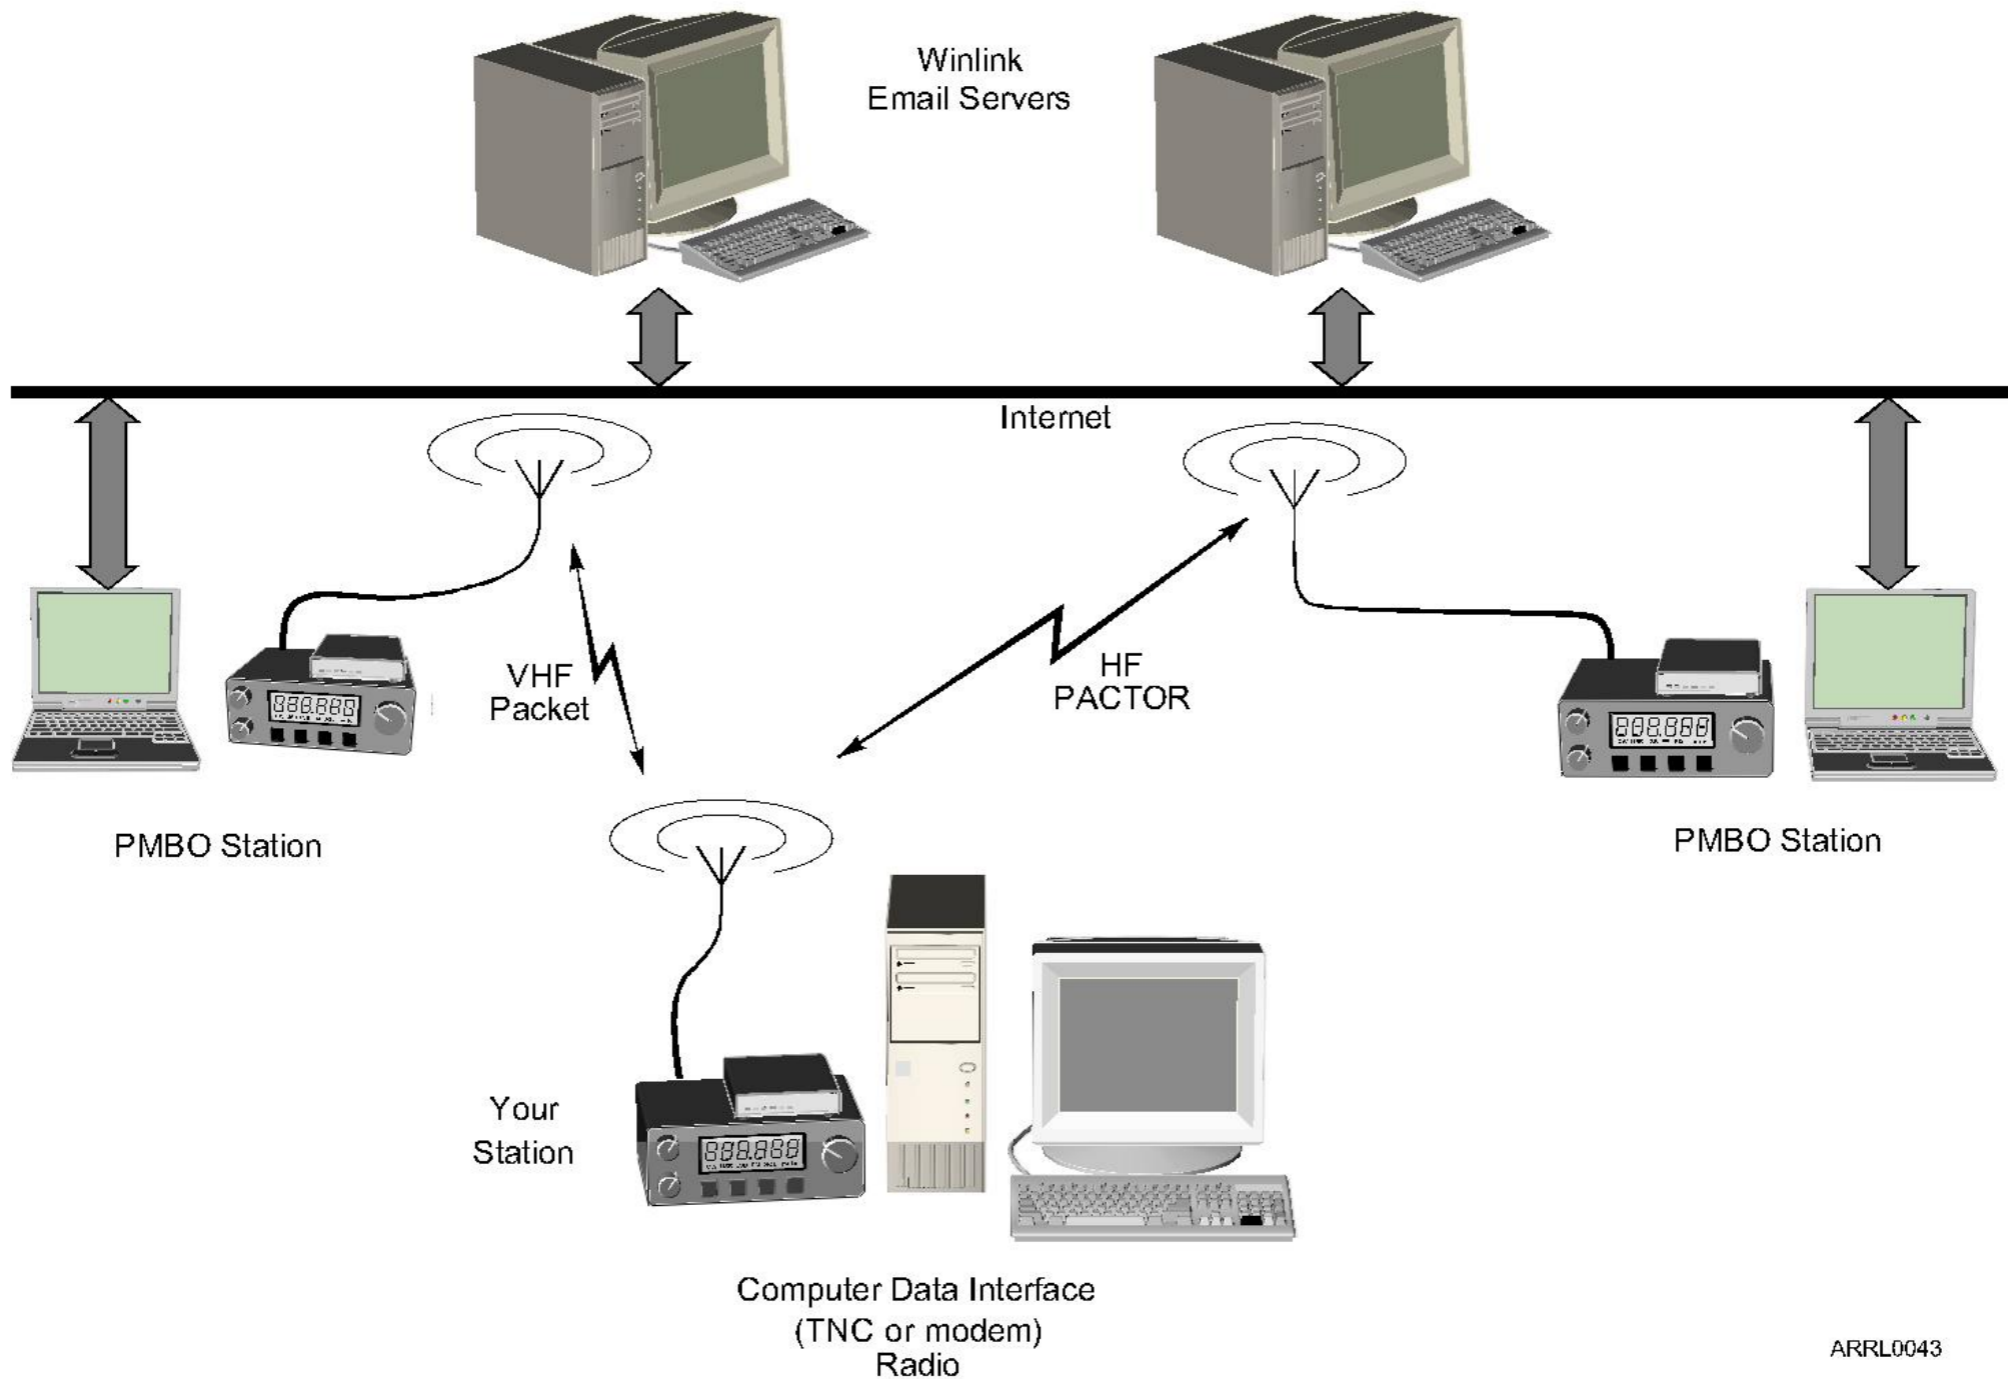 Winlink
Email Servers
Internet
VHF
Packet
HF
PACTOR
PMBO Station
PMBO Station
Your
Station
Computer Data Interface
(TNC or modem)
Radio
ARRL0043